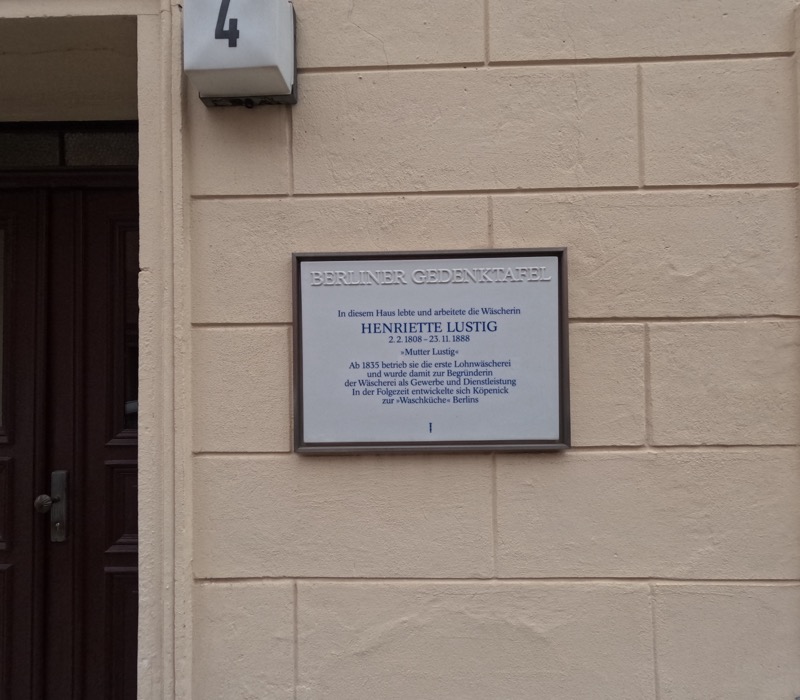 4
BERLINER GEDENKTAFEL
In diesem Haus lebte und arbeitete die Wäscherin
HENRIETTE LUSTIG
2. 2. 1808 – 23. 11. 1888
»Mutter Lustig«
Ab 1835 betrieb sie die erste Lohnwäscherei
und wurde damit zur Begründerin
der Wäscherei als Gewerbe und Dienstleistung
In der Folgezeit entwickelte sich Köpenick
zur »Waschküche« Berlins